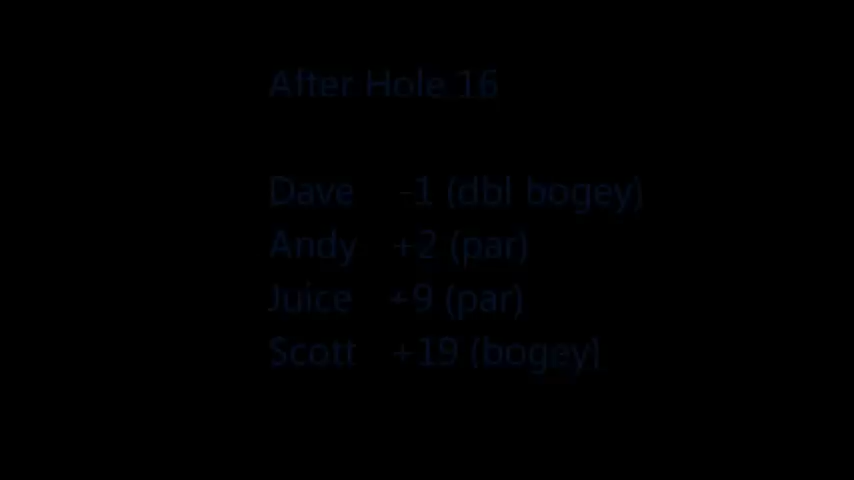 After Hole 16
Dave -1 (dbl bogey)
Andy +2 (par)
Juice +9 (par)
Scott +19 (bogey)